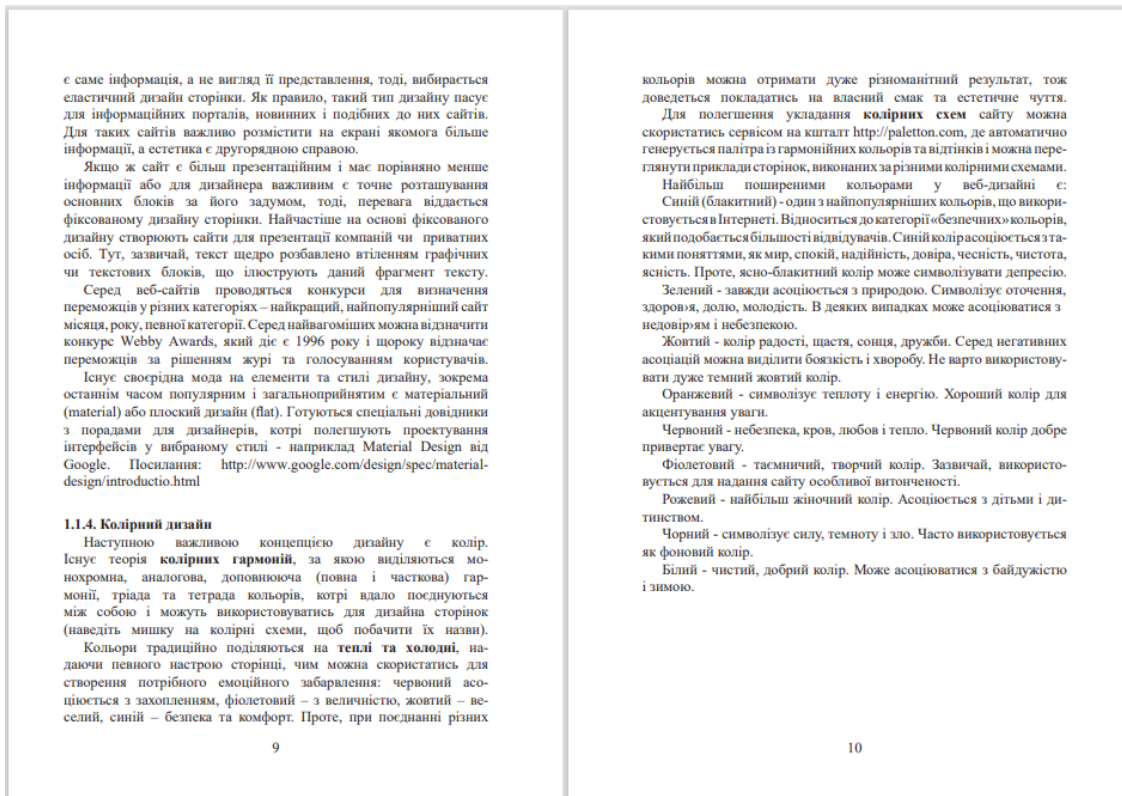 є саме інформація, а не вигляд її представлення, тоді, вибирається
еластичний дизайн сторінки. Як правило, такий тип дизайну пасує
для інформаційних порталів, новинних і подібних до них сайтів.
Для таких сайтів важливо розмістити на екрані якомога більше
інформації, а естетика є другорядною справою.
Якщо ж сайт є більш презентаційним і має порівняно менше
інформації або для дизайнера важливим є точне розташування
основних блоків за його задумом, тоді, перевага віддається
фіксованому дизайну сторінки. Найчастіше на основі фіксованого
дизайну створюють сайти для презентації компаній чи приватних
осіб. Тут, зазвичай, текст щедро розбавлено втіленням графічних
чи текстових блоків, що ілюструють даний фрагмент тексту.
Серед веб-сайтів проводяться конкурси для визначення
переможців у різних категоріях – найкращий, найпопулярніший сайт
місяця, року, певної категорії. Серед найвагоміших можна відзначити
конкурс Webby Awards, який діє є 1996 року і щороку відзначає
переможців за рішенням журі та голосуванням користувачів.
Існує своєрідна мода на елементи та стилі дизайну, зокрема
останнім часом популярним і загальноприйнятим є матеріальний
(material) або плоский дизайн (flat). Готуються спеціальні довідники
з порадами для дизайнерів, котрі полегшують проектування
інтерфейсів у вибраному стилі - наприклад Material Design від
Google. Посилання: http://www.google.com/design/spec/material-
design/introductio.html
1.1.4. Колірний дизайн
Наступною важливою концепцією дизайну є колір.
Існує теорія колірних гармоній, за якою виділяються мо-
нохромна, аналогова, доповнююча (повна і часткова) гар-
монії, тріада та тетрада кольорів, котрі вдало поєднуються
між собою і можуть використовуватись для дизайна сторінок
(наведіть мишку на колірні схеми, щоб побачити їх назви).
Кольори традиційно поділяються на теплі та холодні, на-
даючи певного настрою сторінці, чим можна скористатись для
створення потрібного емоційного забарвлення: червоний асо-
ціюється з захопленням, фіолетовий – з величністю, жовтий – ве-
селий, синій – безпека та комфорт. Проте, при поєднанні різних
9
кольорів можна отримати дуже різноманітний результат, тож
доведеться покладатись на власний смак та естетичне чуття.
Для полегшення укладання колірних схем сайту можна
скористатись сервісом на кшталт http://paletton.com, де автоматично
генерується палітра із гармонійних кольорів та відтінків і можна пере-
глянути приклади сторінок, виконаних за різними колірними схемами.
Найбільш поширеними кольорами у веб-дизайні є:
Синій (блакитний) - один з найпопулярніших кольорів, що викори-
стовується в Інтернеті. Відноситься до категорії «безпечних» кольорів,
який подобається більшості відвідувачів. Синій колір асоціюється з та-
кими поняттями, як мир, спокій, надійність, довіра, чесність, чистота,
ясність. Проте, ясно-блакитний колір може символізувати депресію.
Зелений - завжди асоціюється з природою. Символізує оточення,
здоров»я, долю, молодість. В деяких випадках може асоціюватися з
недовір»ям і небезпекою.
Жовтий - колір радості, щастя, сонця, дружби. Серед негативних
асоціацій можна виділити боязкість і хворобу. Не варто використову-
вати дуже темний жовтий колір.
Оранжевий - символізує теплоту і енергію. Хороший колір для
акцентування уваги.
Червоний - небезпека, кров, любов і тепло. Червоний колір добре
привертає увагу.
Фіолетовий - таємничий, творчий колір. Зазвичай, використо-
вується для надання сайту особливої витонченості.
Рожевий - найбільш жіночний колір. Асоціюється з дітьми і ди-
тинством.
Чорний - символізує силу, темноту і зло. Часто використовується
як фоновий колір.
Білий - чистий, добрий колір. Може асоціюватися з байдужістю
і зимою.
10